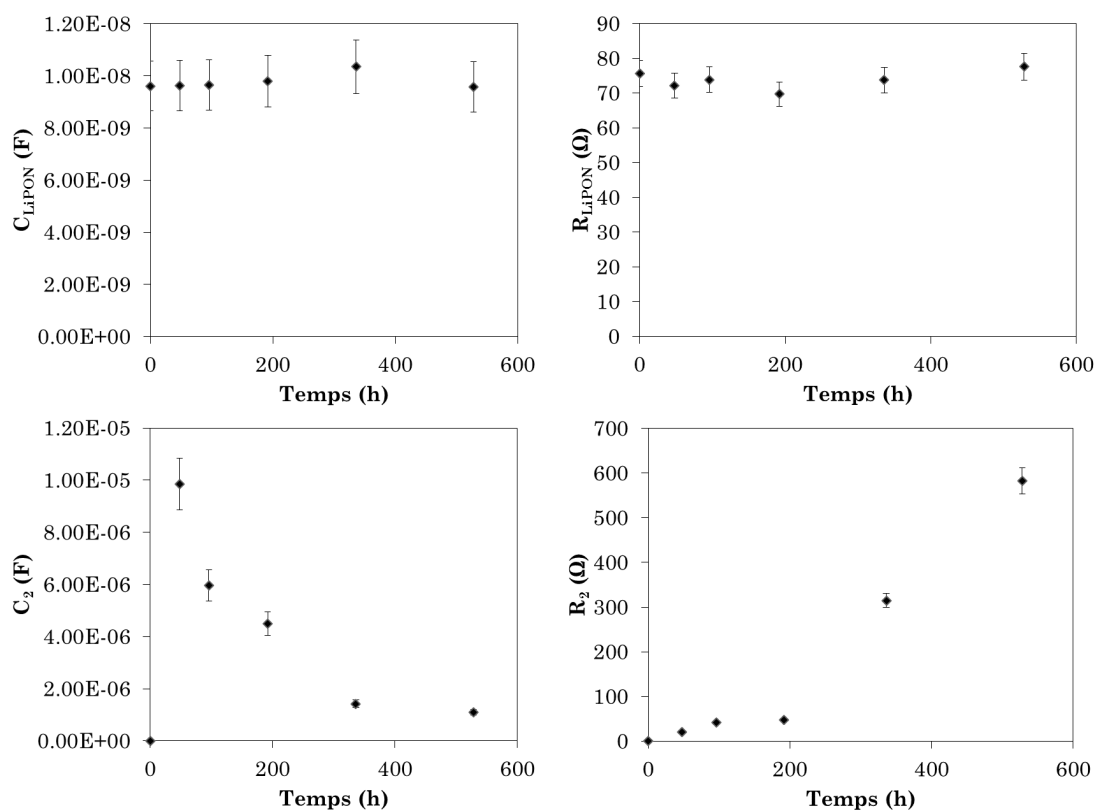 1.20E-08
1.00E-08
8.00E-09
6.00E-09
4.00E-09
2.00E-09
0.00E+00
C_LiPON (F)
0 200 400 600
Temps (h)
90
80
70
60
50
40
30
20
10
0
R_LiPON (Ω)
0 200 400 600
Temps (h)
1.20E-05
1.00E-05
8.00E-06
6.00E-06
4.00E-06
2.00E-06
0.00E+00
C₂ (F)
0 200 400 600
Temps (h)
700
600
500
400
300
200
100
0
R₂ (Ω)
0 200 400 600
Temps (h)